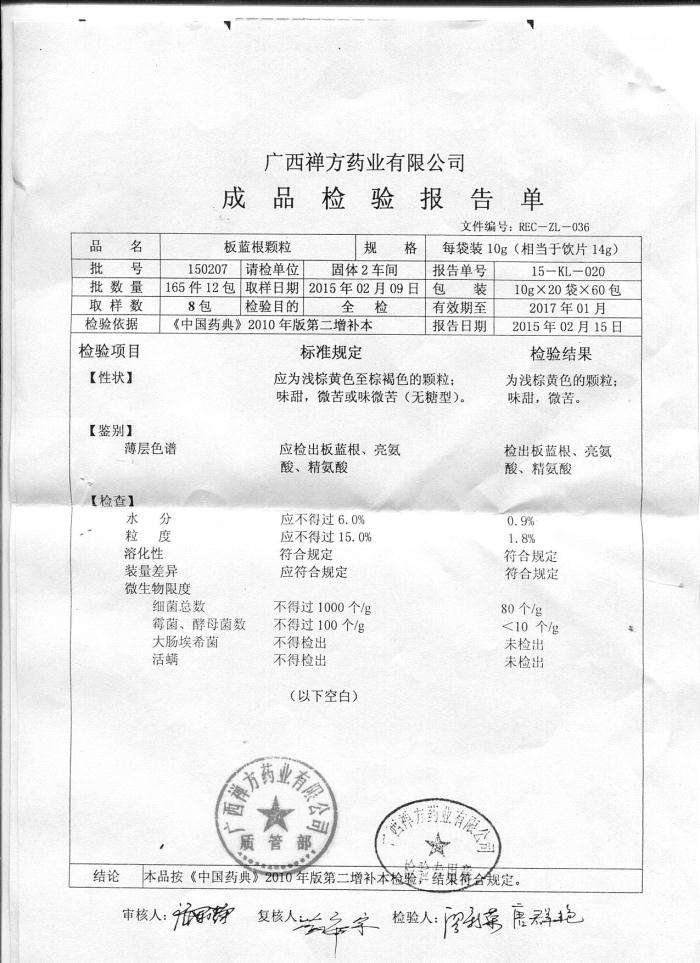 广西禅方药业有限公司
成品检验报告单
文件编号：REC-ZL-036
品名 板蓝根颗粒 规格 每袋装10g（相当于饮片14g）
批号 150207 请检单位 固体2车间 报告单号 15-KL-020
批数量 165件12包 取样日期 2015年02月09日 包装 10g×20袋×60包
取样数 8包 检验目的 全检 有效期至 2017年01月
检验依据 《中国药典》2010年版第二增补本 报告日期 2015年02月15日
检验项目 标准规定 检验结果
【性状】 应为浅棕黄色至棕褐色的颗粒； 为浅棕黄色的颗粒；
味甜，微苦或味微苦（无糖型）。 味甜，微苦。
【鉴别】
薄层色谱 应检出板蓝根、亮氨 检出板蓝根、亮氨
酸、精氨酸 酸、精氨酸
【检查】
水分 应不得过6.0% 0.9%
粒度 应不得过15.0% 1.8%
溶化性 符合规定 符合规定
装量差异 应符合规定 符合规定
微生物限度
细菌总数 不得过1000个/g 80个/g
霉菌、酵母菌数 不得过100个/g ＜10 个/g
大肠埃希菌 不得检出 未检出
活螨 不得检出 未检出
（以下空白）
广西禅方药业有限公司
质管部
广西禅方药业有限公司
检验专用章
结论 本品按《中国药典》2010年版第二增补本检验，结果符合规定。
审核人： 复核人： 检验人： 唐群艳